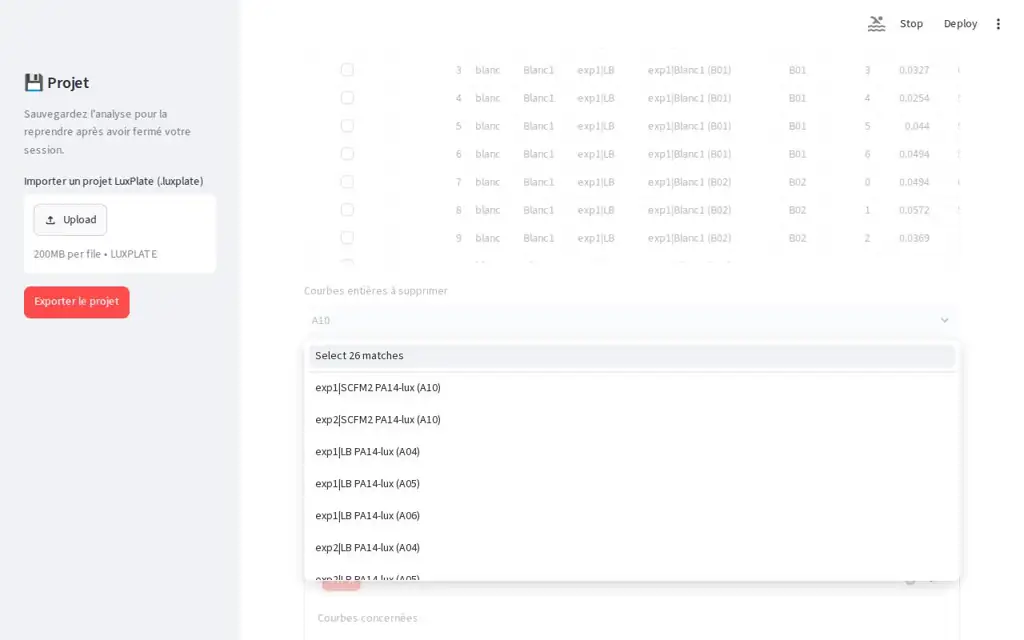 Stop Deploy
💾 Projet
Sauvegardez l'analyse pour la
reprendre après avoir fermé votre
session.
Importer un projet LuxPlate (.luxplate)
Upload
200MB per file • LUXPLATE
Exporter le projet
3 blanc Blanc1 exp1|LB exp1|Blanc1 (B01) B01 3 0.0327
4 blanc Blanc1 exp1|LB exp1|Blanc1 (B01) B01 4 0.0254
5 blanc Blanc1 exp1|LB exp1|Blanc1 (B01) B01 5 0.044
6 blanc Blanc1 exp1|LB exp1|Blanc1 (B01) B01 6 0.0494
7 blanc Blanc1 exp1|LB exp1|Blanc1 (B02) B02 0 0.0494
8 blanc Blanc1 exp1|LB exp1|Blanc1 (B02) B02 1 0.0572
9 blanc Blanc1 exp1|LB exp1|Blanc1 (B02) B02 2 0.0369
Courbes entières à supprimer
A10
Select 26 matches
exp1|SCFM2 PA14-lux (A10)
exp2|SCFM2 PA14-lux (A10)
exp1|LB PA14-lux (A04)
exp1|LB PA14-lux (A05)
exp1|LB PA14-lux (A06)
exp2|LB PA14-lux (A04)
exp2|LB PA14-lux (A05)
Courbes concernées